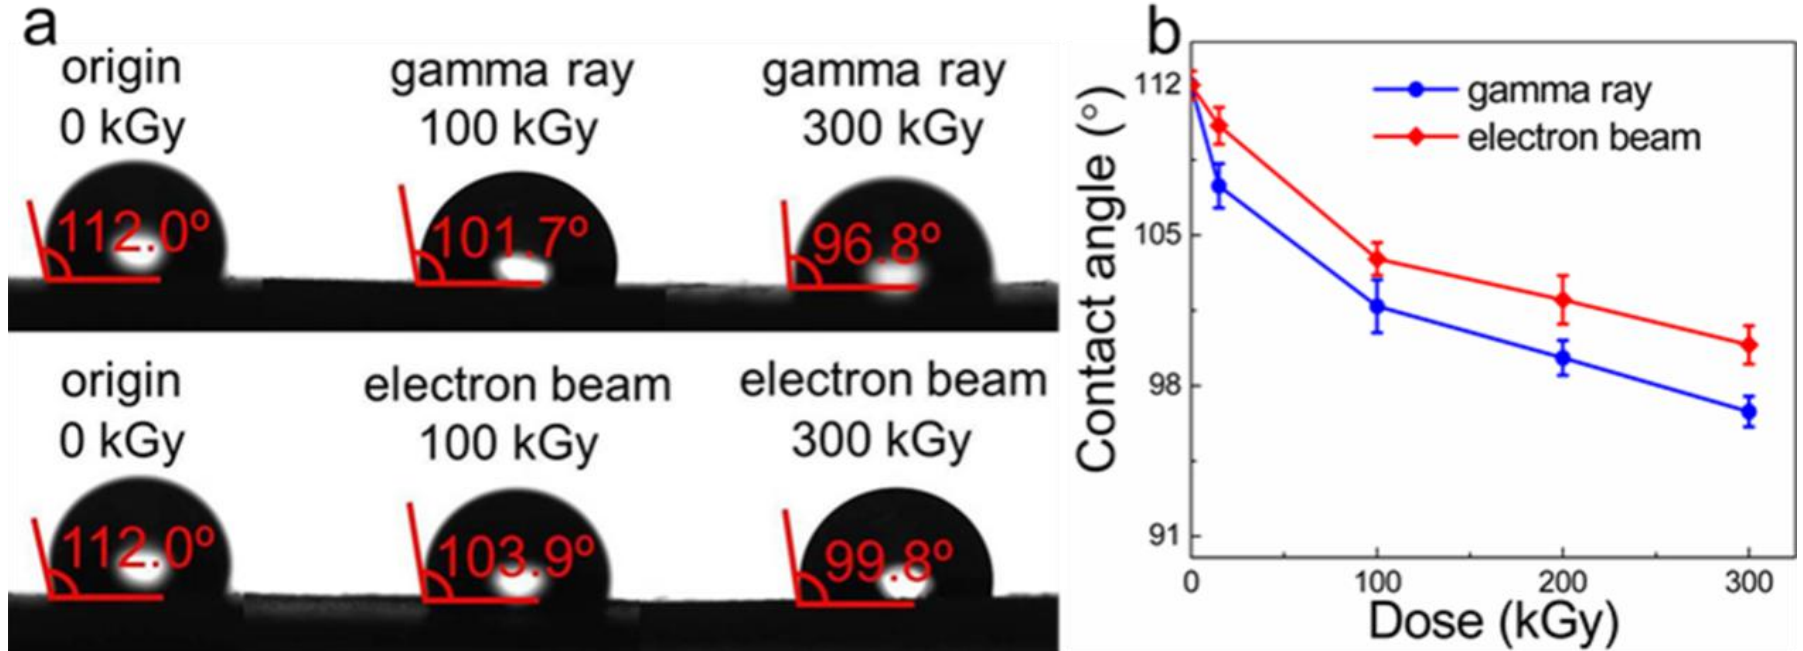 a
origin
0 kGy
gamma ray
100 kGy
gamma ray
300 kGy
112.0º
101.7º
96.8º
origin
0 kGy
electron beam
100 kGy
electron beam
300 kGy
112.0º
103.9º
99.8º
b
gamma ray
electron beam
Contact angle (°)
112
105
98
91
0 100 200 300
Dose (kGy)